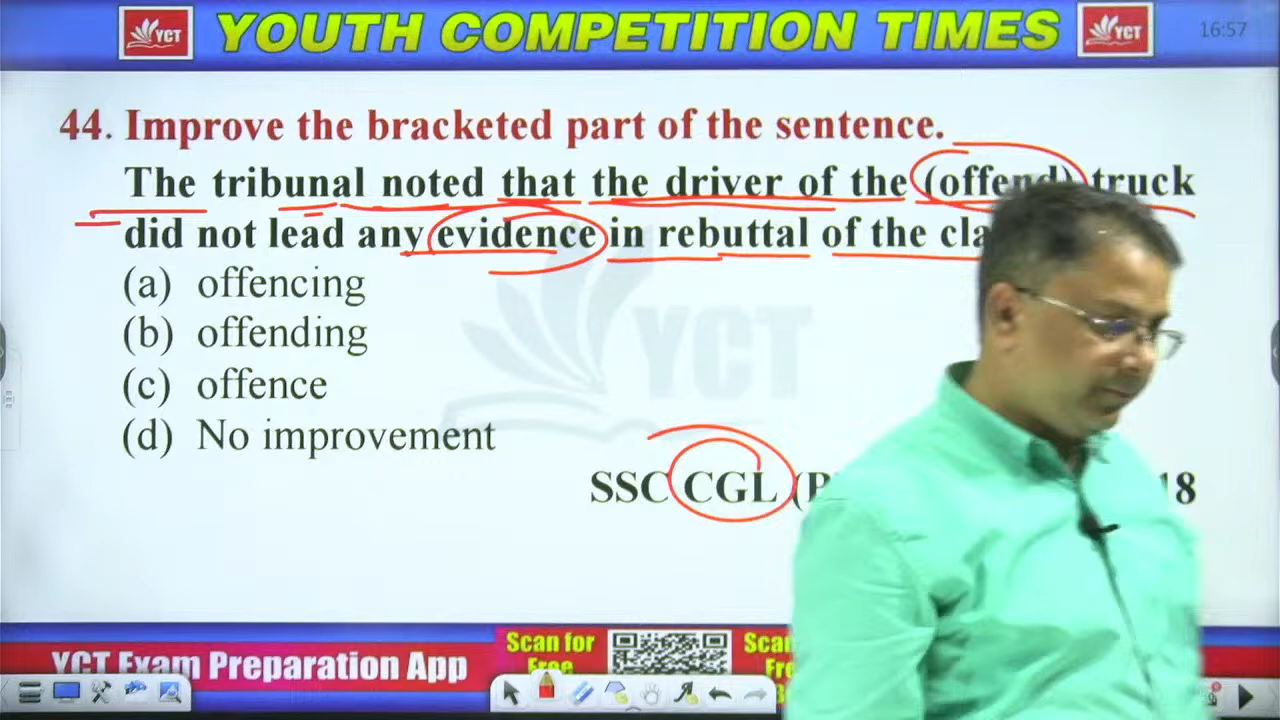 YCT
YOUTH COMPETITION TIMES
YCT
16:57
44. Improve the bracketed part of the sentence.
The tribunal noted that the driver of the (offend) truck
did not lead any evidence in rebuttal of the
(a) offencing
(b) offending
(c) offence
(d) No improvement
YCT
SSC CGL
YCT Exam Preparation App
Scan for
Free